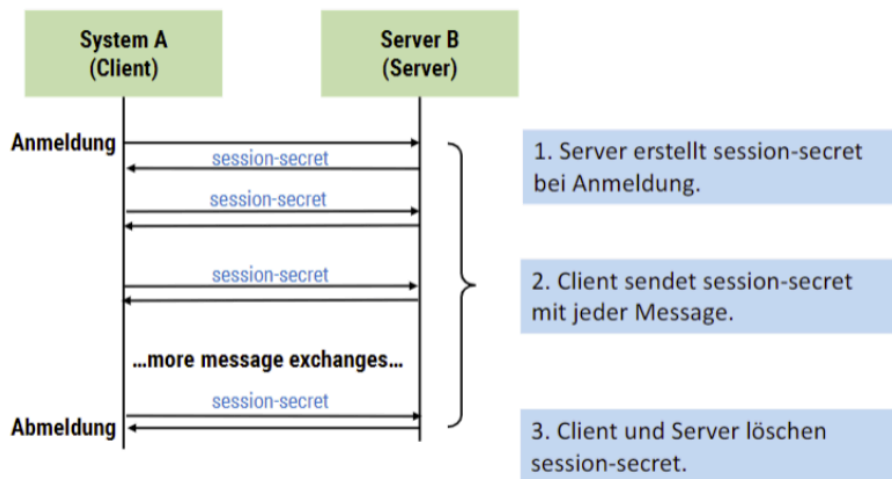 System A
(Client)
Server B
(Server)
Anmeldung
session-secret
session-secret
session-secret
...more message exchanges...
session-secret
Abmeldung
1. Server erstellt session-secret
bei Anmeldung.
2. Client sendet session-secret
mit jeder Message.
3. Client und Server löschen
session-secret.